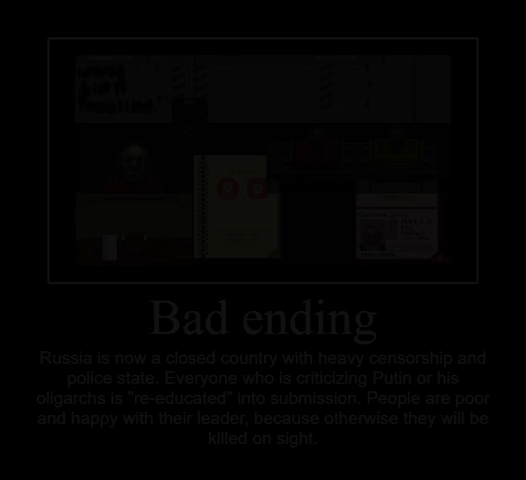 Bad ending
Russia is now a closed country with heavy censorship and
police state. Everyone who is criticizing Putin or his
oligarchs is "re-educated" into submission. People are poor
and happy with their leader, because otherwise they will be
killed on sight.